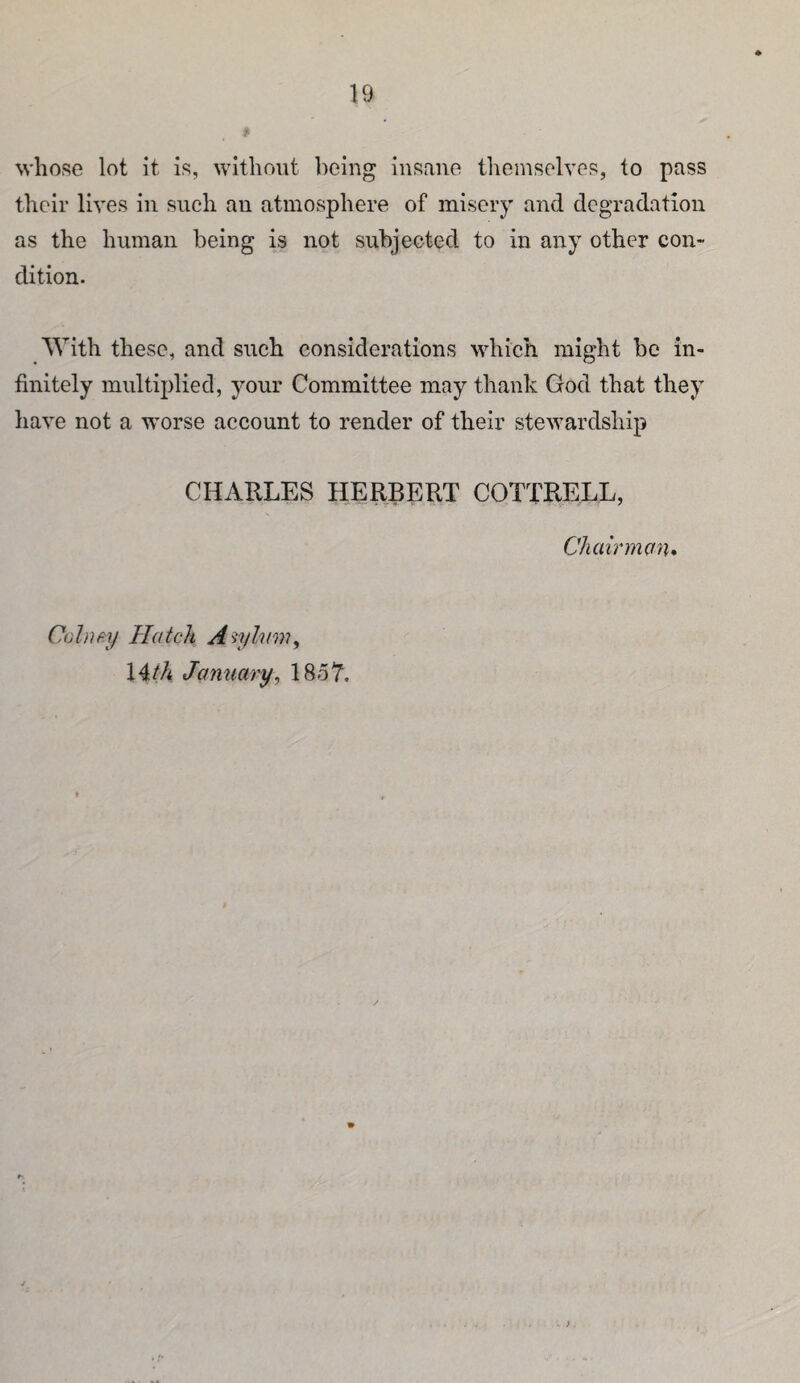 19
whose lot it is, without being insane themselves, to pass
their lives in such an atmosphere of misery and degradation
as the human being is not subjected to in any other con-
dition.
With these, and such considerations which might be in-
finitely multiplied, your Committee may thank God that they
have not a worse account to render of their stewardship
CHARLES HERBERT COTTRELL,
Chairman.
Colney Hatch Asylum,
14th January, 1857.